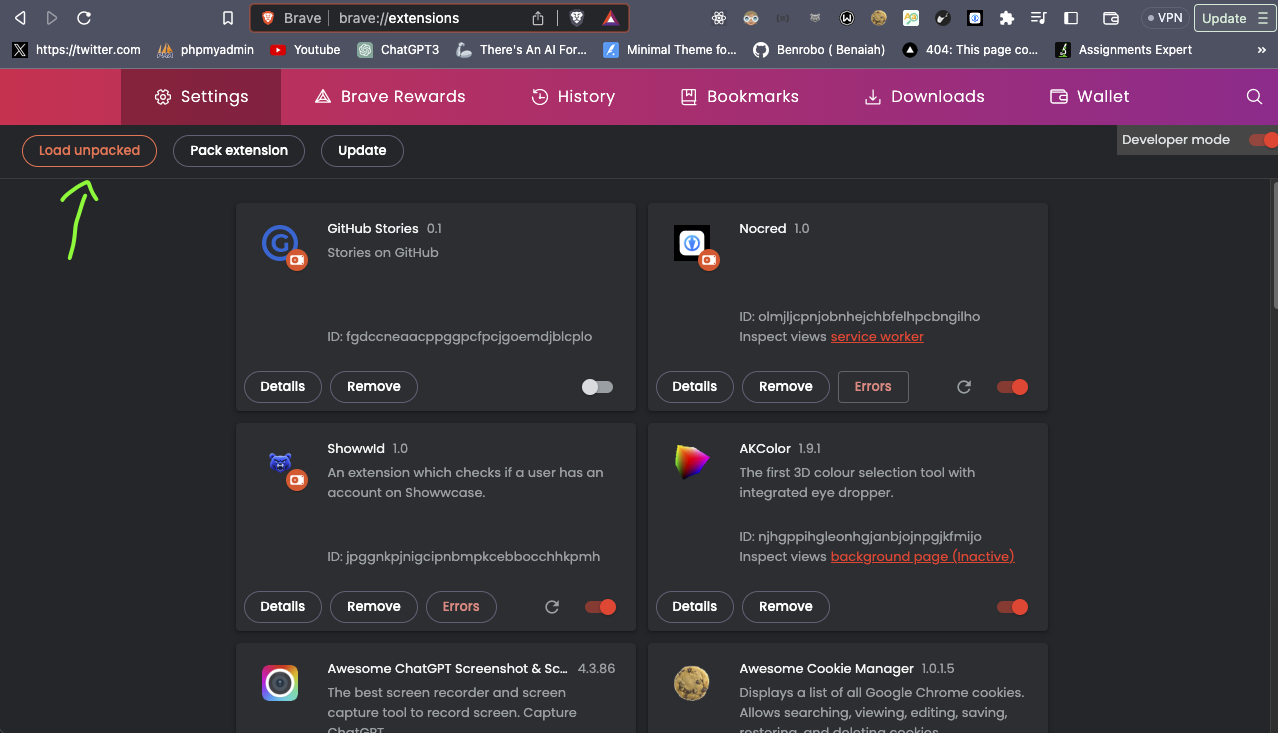 Brave brave://extensions VPN Update
https://twitter.com phpmyadmin Youtube ChatGPT3 There's An AI For... Minimal Theme fo... Benrobo ( Benaiah) 404: This page co... Assignments Expert »
Settings Brave Rewards History Bookmarks Downloads Wallet
Load unpacked Pack extension Update Developer mode
GitHub Stories 0.1
Stories on GitHub
ID: fgdccneaacppggpcfpcjgoemdjblcplo
Details Remove
Nocred 1.0
ID: olmjljcpnjobnhejchbfelhpcbngilho
Inspect views service worker
Details Remove Errors
Showwld 1.0
An extension which checks if a user has an
account on Showwcase.
ID: jpggnkpjnigcipnbmpkcebbocchhkpmh
Details Remove Errors
AKColor 1.9.1
The first 3D colour selection tool with
integrated eye dropper.
ID: njhgppihgleonhgjanbjojnpgjkfmijo
Inspect views background page (Inactive)
Details Remove
Awesome ChatGPT Screenshot & Sc... 4.3.86
The best screen recorder and screen
capture tool to record screen. Capture
ChatGPT
Awesome Cookie Manager 1.0.1.5
Displays a list of all Google Chrome cookies.
Allows searching, viewing, editing, saving,
restoring, and deleting cookies